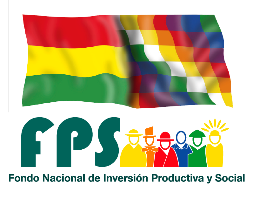 FPS
Fondo Nacional de Inversión Productiva y Social